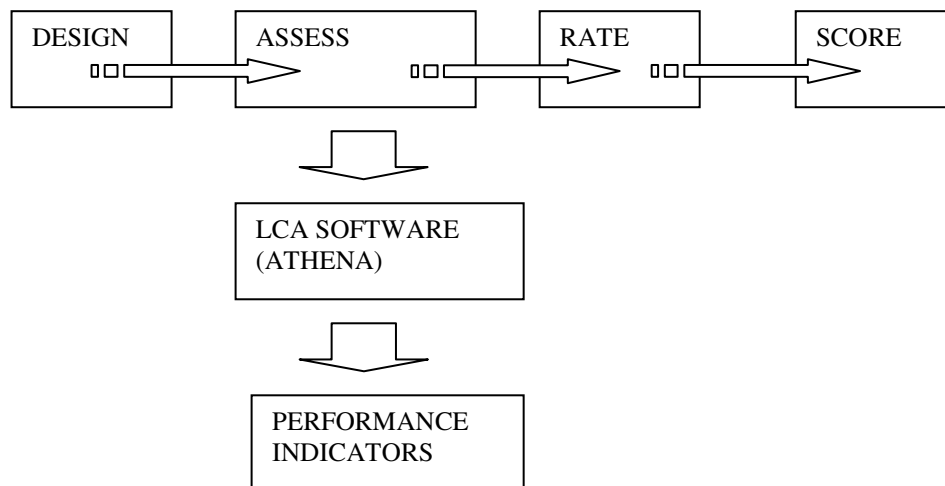 DESIGN
ASSESS
RATE
SCORE
LCA SOFTWARE
(ATHENA)
PERFORMANCE
INDICATORS